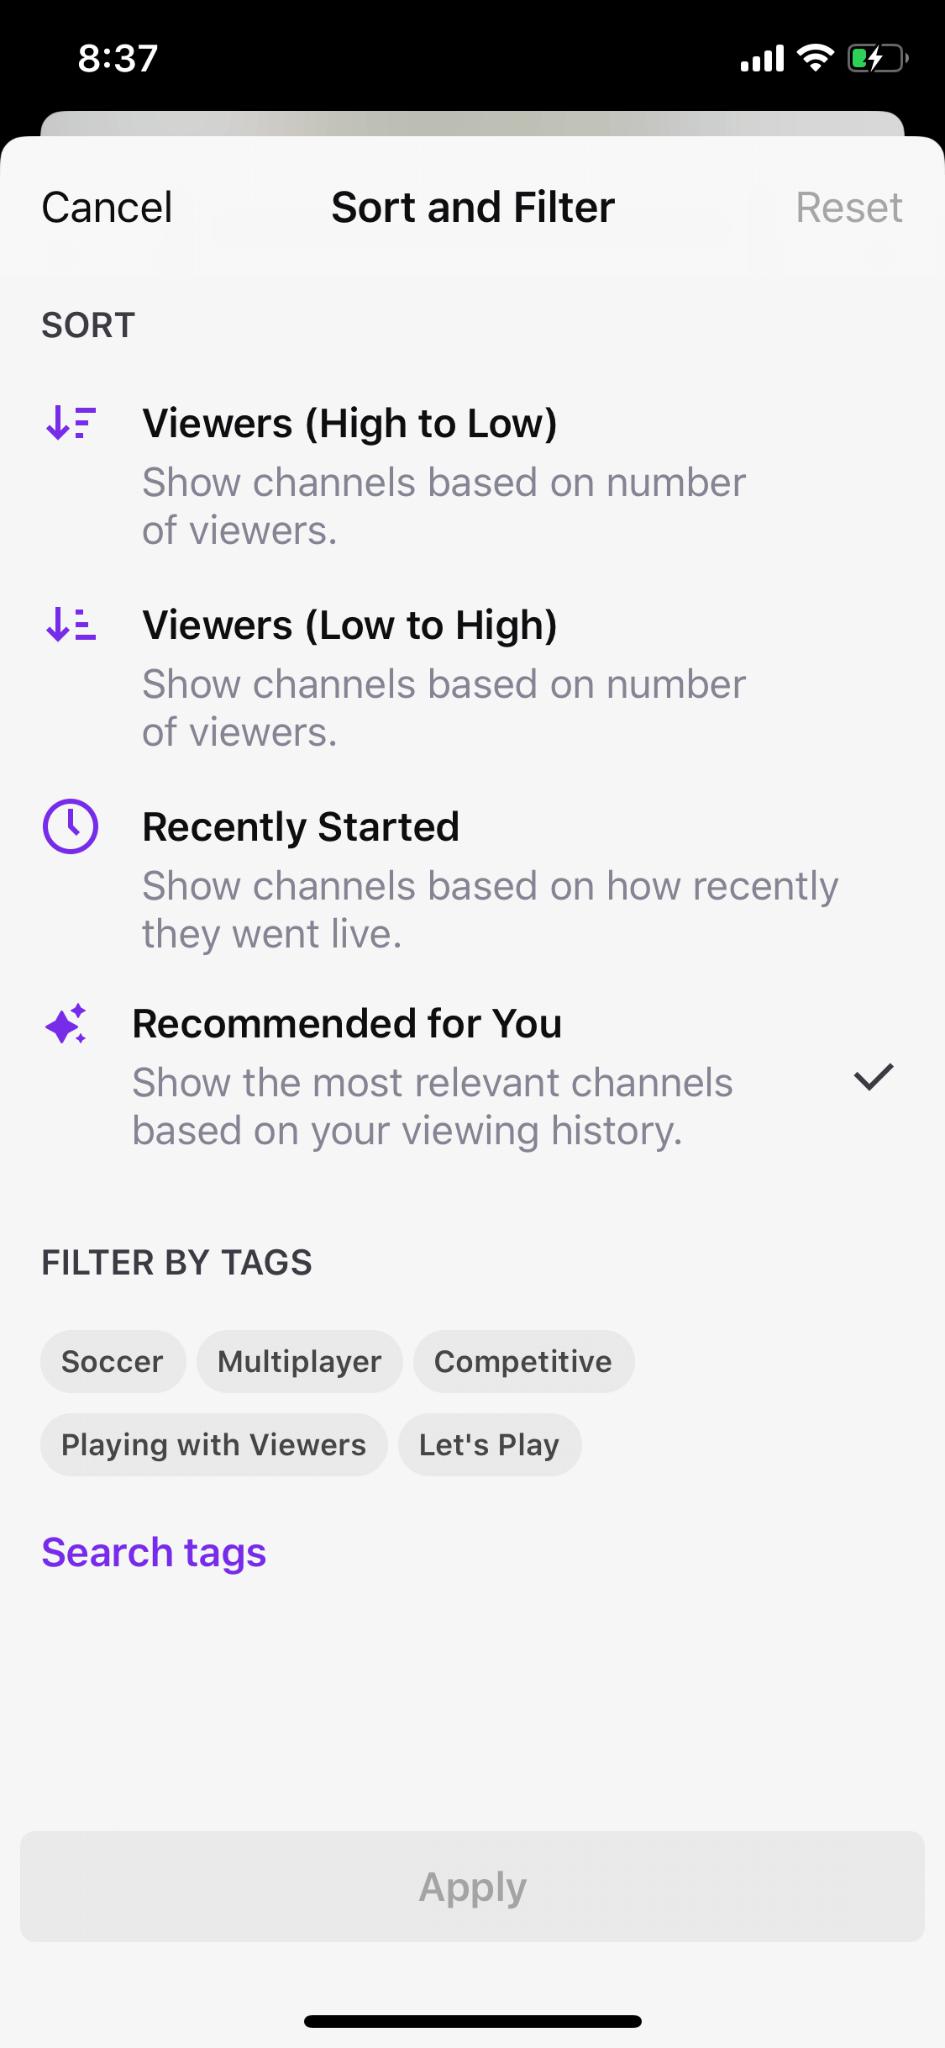 8:37
Cancel Sort and Filter Reset
SORT
Viewers (High to Low)
Show channels based on number
of viewers.
Viewers (Low to High)
Show channels based on number
of viewers.
Recently Started
Show channels based on how recently
they went live.
Recommended for You
Show the most relevant channels
based on your viewing history.
FILTER BY TAGS
Soccer Multiplayer Competitive
Playing with Viewers Let's Play
Search tags
Apply